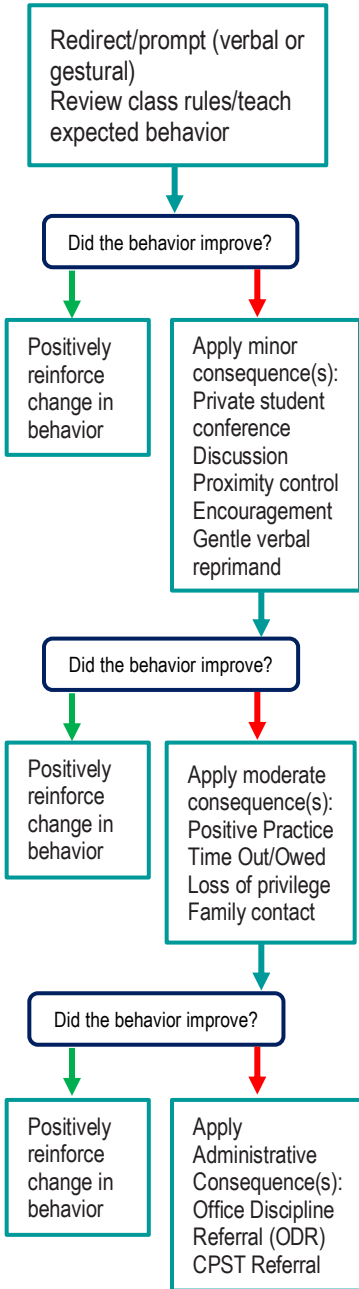 Redirect/prompt (verbal or
gestural)
Review class rules/teach
expected behavior
Did the behavior improve?
Positively
reinforce
change in
behavior
Apply minor
consequence(s):
Private student
conference
Discussion
Proximity control
Encouragement
Gentle verbal
reprimand
Did the behavior improve?
Positively
reinforce
change in
behavior
Apply moderate
consequence(s):
Positive Practice
Time Out/Owed
Loss of privilege
Family contact
Did the behavior improve?
Positively
reinforce
change in
behavior
Apply
Administrative
Consequence(s):
Office Discipline
Referral (ODR)
CPST Referral